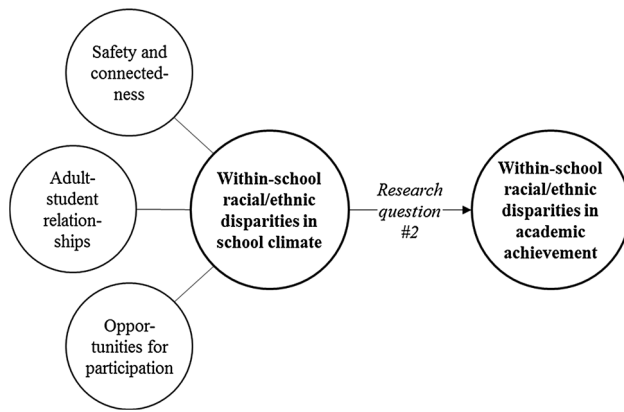 Safety and
connected-
ness
Adult-
student
relation-
ships
Oppor-
tunities for
participation
Within-school
racial/ethnic
disparities in
school climate
Research
question
#2
Within-school
racial/ethnic
disparities in
academic
achievement